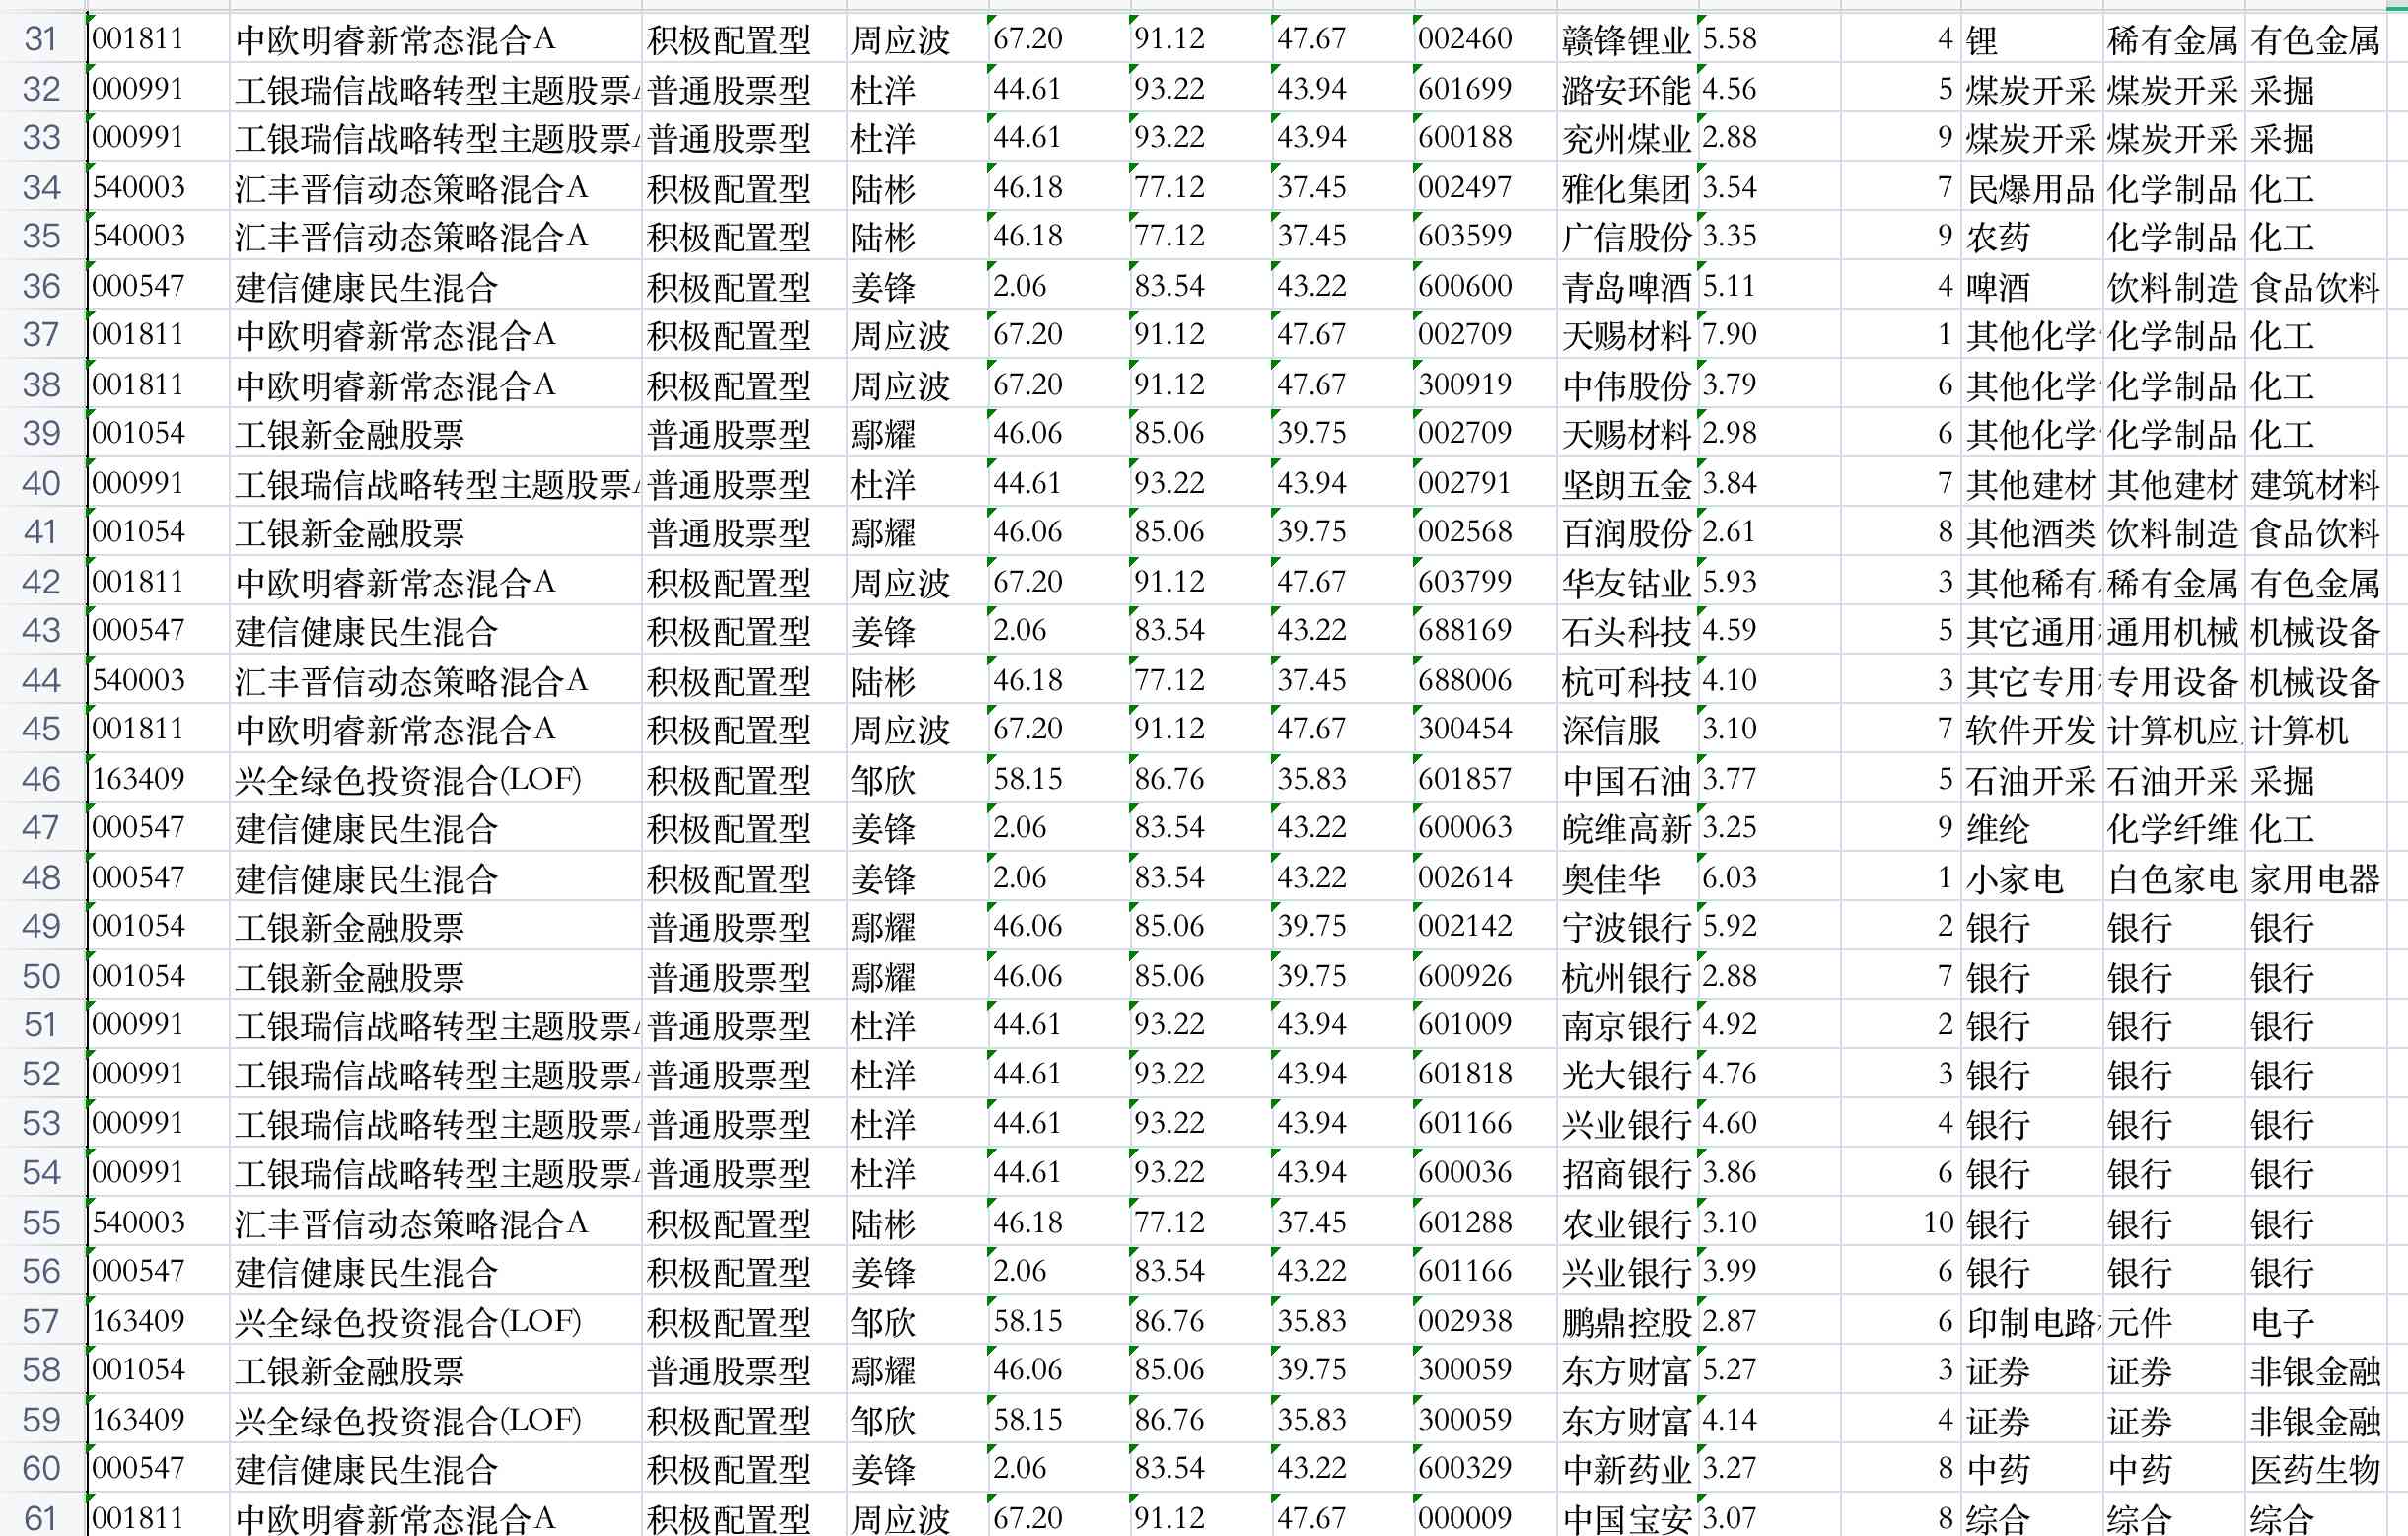 31 001811 中欧明睿新常态混合A 积极配置型 周应波 67.20 91.12 47.67 002460 赣锋锂业 5.58 4 锂 稀有金属 有色金属
32 000991 工银瑞信战略转型主题股票 普通股票型 杜洋 44.61 93.22 43.94 601699 潞安环能 4.56 5 煤炭开采 煤炭开采 采掘
33 000991 工银瑞信战略转型主题股票 普通股票型 杜洋 44.61 93.22 43.94 600188 兖州煤业 2.88 9 煤炭开采 煤炭开采 采掘
34 540003 汇丰晋信动态策略混合A 积极配置型 陆彬 46.18 77.12 37.45 002497 雅化集团 3.54 7 民爆用品 化学制品 化工
35 540003 汇丰晋信动态策略混合A 积极配置型 陆彬 46.18 77.12 37.45 603599 广信股份 3.35 9 农药 化学制品 化工
36 000547 建信健康民生混合 积极配置型 姜锋 2.06 83.54 43.22 600600 青岛啤酒 5.11 4 啤酒 饮料制造 食品饮料
37 001811 中欧明睿新常态混合A 积极配置型 周应波 67.20 91.12 47.67 002709 天赐材料 7.90 1 其他化学 化学制品 化工
38 001811 中欧明睿新常态混合A 积极配置型 周应波 67.20 91.12 47.67 300919 中伟股份 3.79 6 其他化学 化学制品 化工
39 001054 工银新金融股票 普通股票型 鄢耀 46.06 85.06 39.75 002709 天赐材料 2.98 6 其他化学 化学制品 化工
40 000991 工银瑞信战略转型主题股票 普通股票型 杜洋 44.61 93.22 43.94 002791 坚朗五金 3.84 7 其他建材 其他建材 建筑材料
41 001054 工银新金融股票 普通股票型 鄢耀 46.06 85.06 39.75 002568 百润股份 2.61 8 其他酒类 饮料制造 食品饮料
42 001811 中欧明睿新常态混合A 积极配置型 周应波 67.20 91.12 47.67 603799 华友钴业 5.93 3 其他稀有 稀有金属 有色金属
43 000547 建信健康民生混合 积极配置型 姜锋 2.06 83.54 43.22 688169 石头科技 4.59 5 其它通用 通用机械 机械设备
44 540003 汇丰晋信动态策略混合A 积极配置型 陆彬 46.18 77.12 37.45 688006 杭可科技 4.10 3 其它专用 专用设备 机械设备
45 001811 中欧明睿新常态混合A 积极配置型 周应波 67.20 91.12 47.67 300454 深信服 3.10 7 软件开发 计算机应 计算机
46 163409 兴全绿色投资混合(LOF) 积极配置型 邹欣 58.15 86.76 35.83 601857 中国石油 3.77 5 石油开采 石油开采 采掘
47 000547 建信健康民生混合 积极配置型 姜锋 2.06 83.54 43.22 600063 皖维高新 3.25 9 维纶 化学纤维 化工
48 000547 建信健康民生混合 积极配置型 姜锋 2.06 83.54 43.22 002614 奥佳华 6.03 1 小家电 白色家电 家用电器
49 001054 工银新金融股票 普通股票型 鄢耀 46.06 85.06 39.75 002142 宁波银行 5.92 2 银行 银行 银行
50 001054 工银新金融股票 普通股票型 鄢耀 46.06 85.06 39.75 600926 杭州银行 2.88 7 银行 银行 银行
51 000991 工银瑞信战略转型主题股票 普通股票型 杜洋 44.61 93.22 43.94 601009 南京银行 4.92 2 银行 银行 银行
52 000991 工银瑞信战略转型主题股票 普通股票型 杜洋 44.61 93.22 43.94 601818 光大银行 4.76 3 银行 银行 银行
53 000991 工银瑞信战略转型主题股票 普通股票型 杜洋 44.61 93.22 43.94 601166 兴业银行 4.60 4 银行 银行 银行
54 000991 工银瑞信战略转型主题股票 普通股票型 杜洋 44.61 93.22 43.94 600036 招商银行 3.86 6 银行 银行 银行
55 540003 汇丰晋信动态策略混合A 积极配置型 陆彬 46.18 77.12 37.45 601288 农业银行 3.10 10 银行 银行 银行
56 000547 建信健康民生混合 积极配置型 姜锋 2.06 83.54 43.22 601166 兴业银行 3.99 6 银行 银行 银行
57 163409 兴全绿色投资混合(LOF) 积极配置型 邹欣 58.15 86.76 35.83 002938 鹏鼎控股 2.87 6 印制电路 元件 电子
58 001054 工银新金融股票 普通股票型 鄢耀 46.06 85.06 39.75 300059 东方财富 5.27 3 证券 证券 非银金融
59 163409 兴全绿色投资混合(LOF) 积极配置型 邹欣 58.15 86.76 35.83 300059 东方财富 4.14 4 证券 证券 非银金融
60 000547 建信健康民生混合 积极配置型 姜锋 2.06 83.54 43.22 600329 中新药业 3.27 8 中药 中药 医药生物
61 001811 中欧明睿新常态混合A 积极配置型 周应波 67.20 91.12 47.67 000009 中国宝安 3.07 8 综合 综合 综合